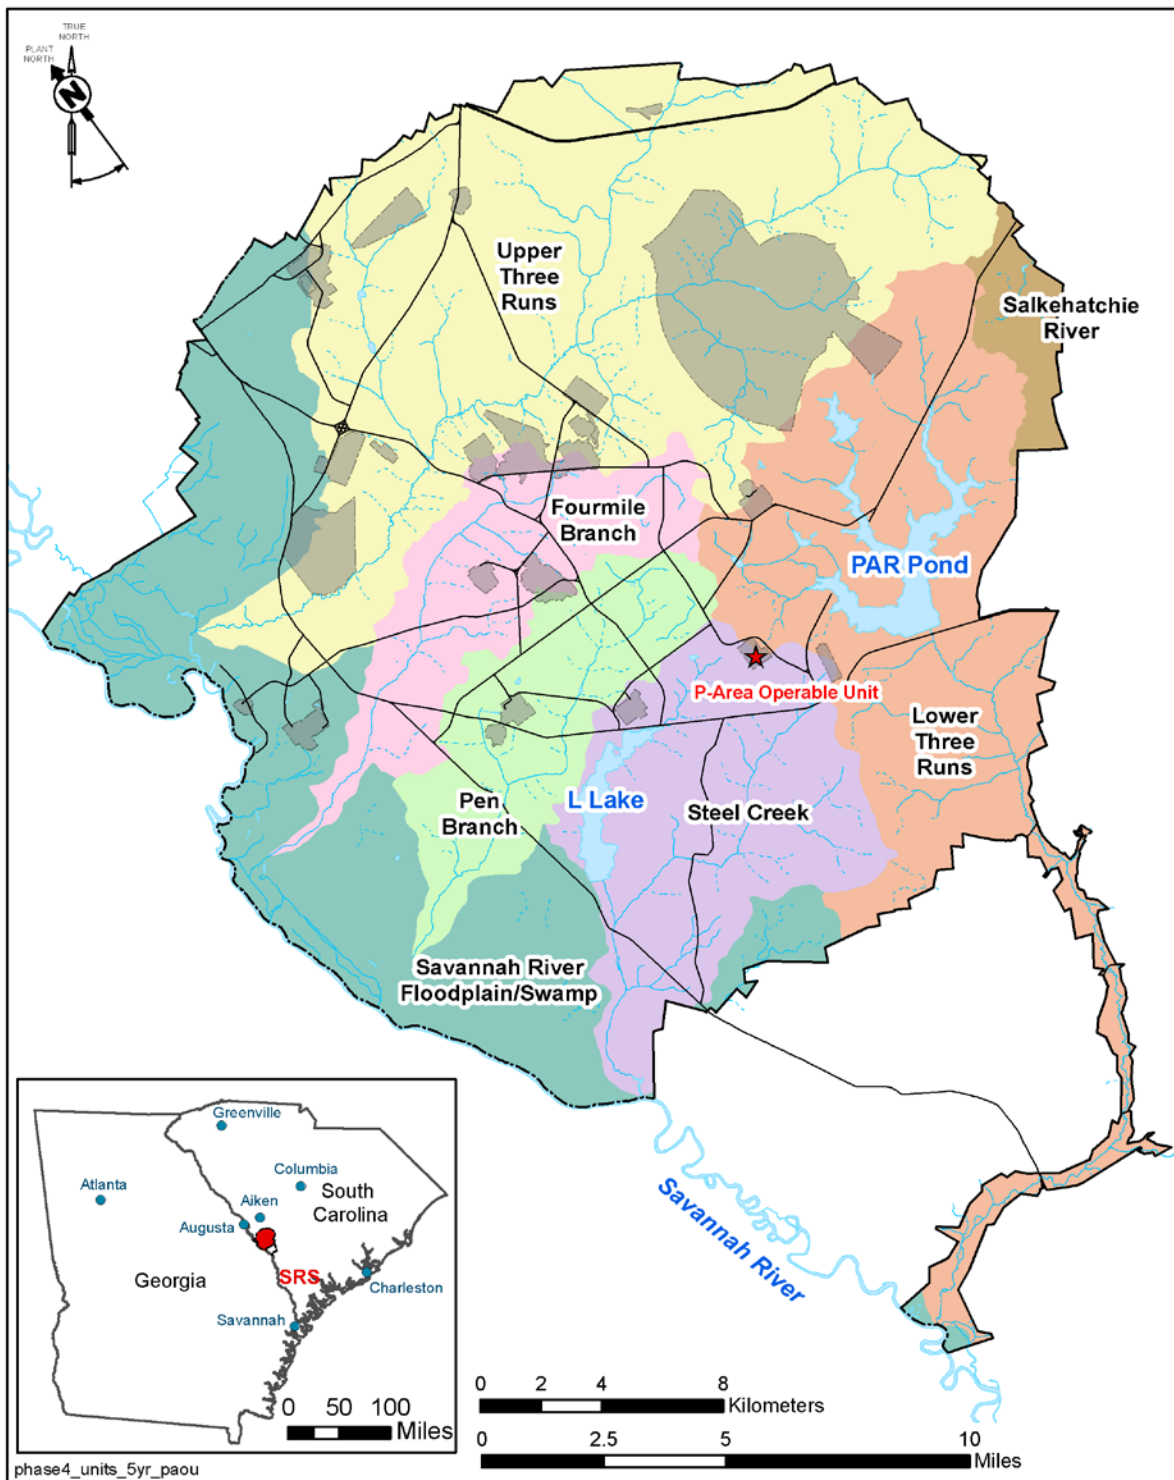 TRUE
NORTH
PLANT
NORTH
N
Upper
Three
Runs
Salkehatchie
River
Fourmile
Branch
PAR Pond
P-Area Operable Unit
Lower
Three
Runs
Pen
Branch
L Lake
Steel Creek
Savannah River
Floodplain/Swamp
Savannah River
Greenville
Atlanta
Columbia
Aiken
South
Carolina
Augusta
Georgia
SRS
Charleston
Savannah
0 50 100
Miles
0 2 4 8
Kilometers
0 2.5 5 10
Miles
phase4_units_5yr_paou